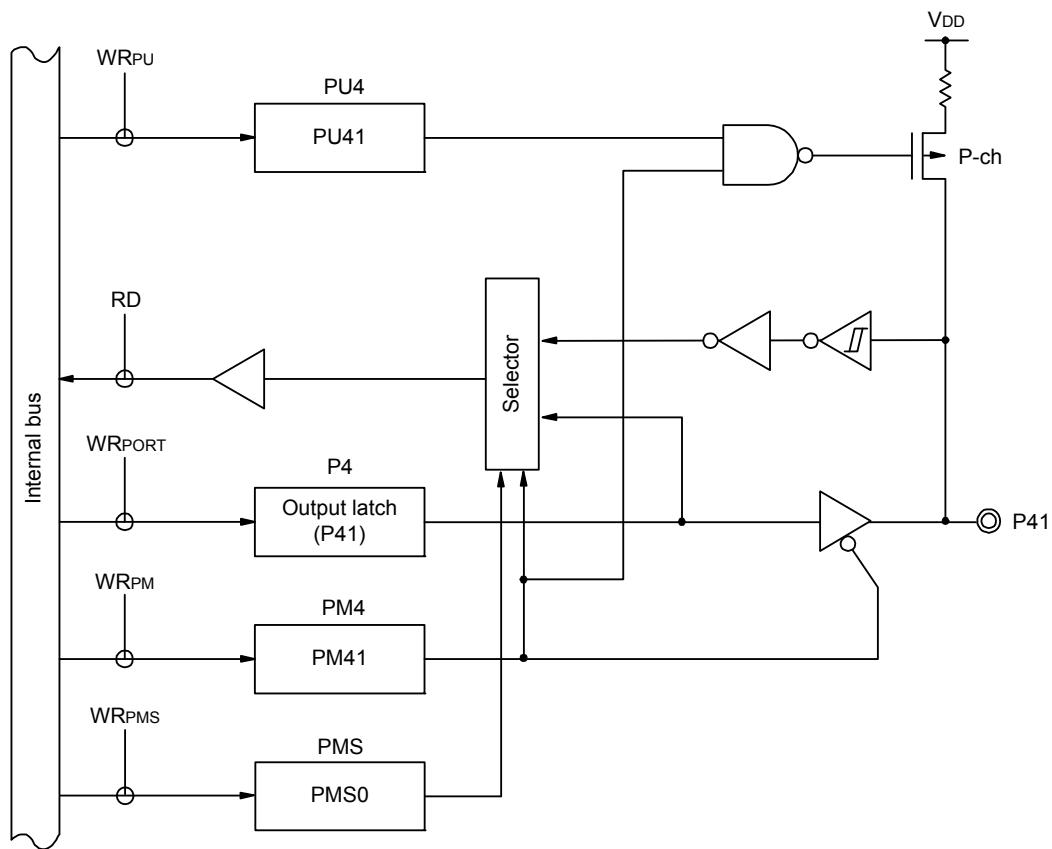 VDD
WRPU
PU4
PU41
P-ch
RD
Selector
Internal bus
WRPORT
P4
Output latch
(P41)
P41
WRPM
PM4
PM41
WRPMS
PMS
PMS0